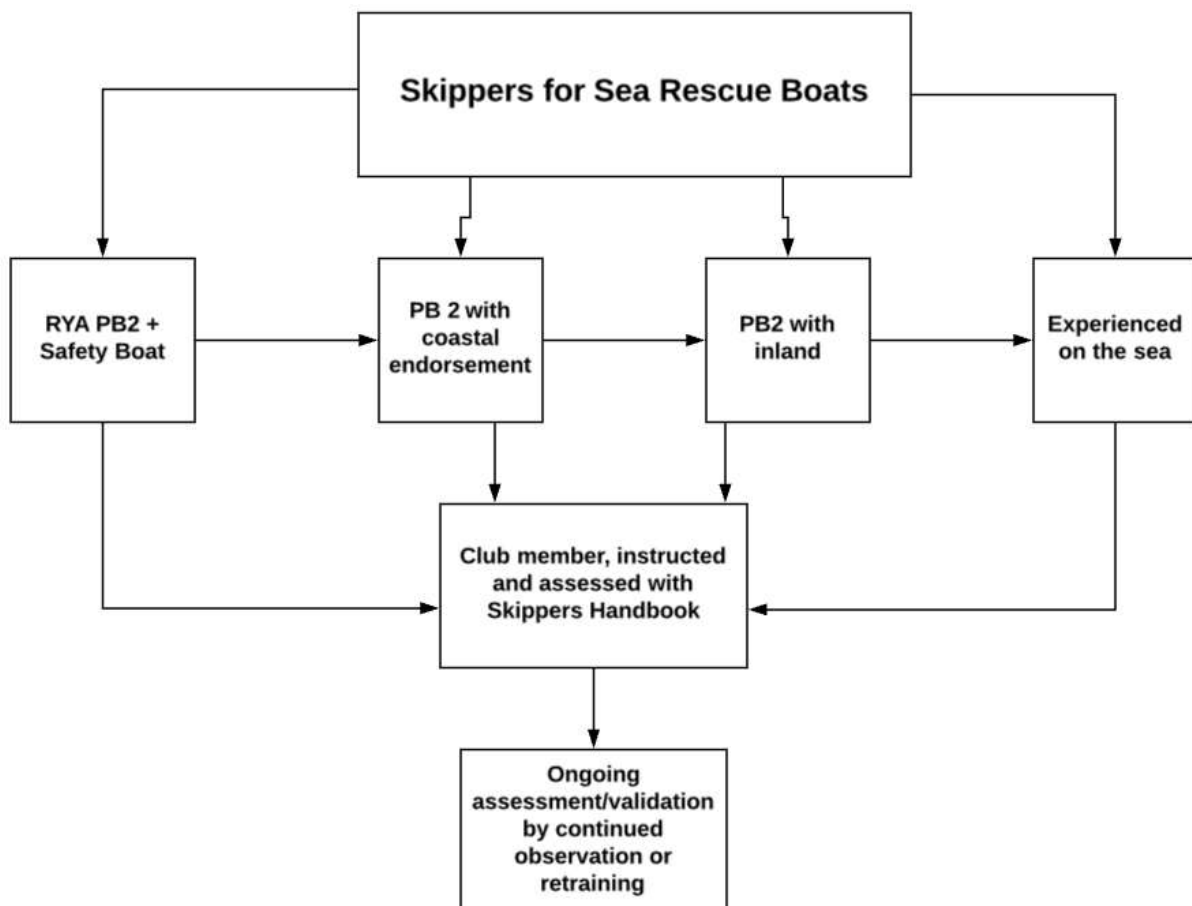 Skippers for Sea Rescue Boats
RYA PB2 +
Safety Boat
PB 2 with
coastal
endorsement
PB2 with
inland
Experienced
on the sea
Club member, instructed
and assessed with
Skippers Handbook
Ongoing
assessment/validation
by continued
observation or
retraining